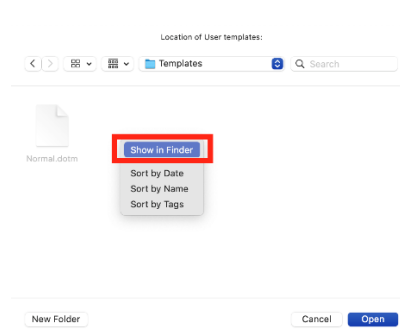 Location of User templates:
Templates
Search
Normal.dotm
Show in Finder
Sort by Date
Sort by Name
Sort by Tags
New Folder
Cancel
Open